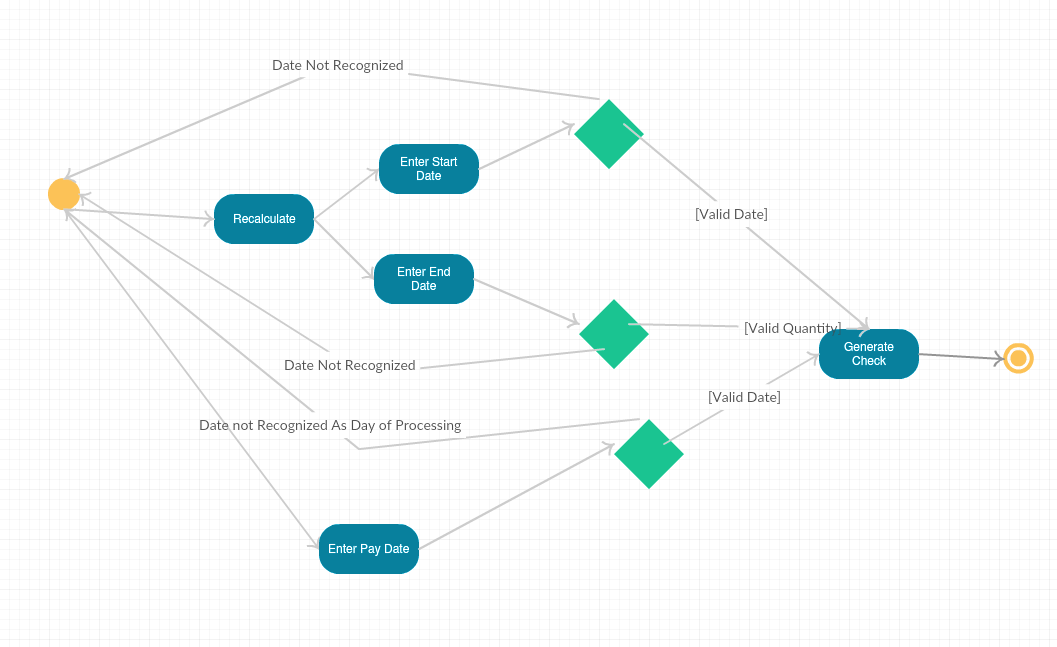 Date Not Recognized
Enter Start
Date
[Valid Date]
Recalculate
Enter End
Date
[Valid Quantity]
Generate
Check
Date Not Recognized
[Valid Date]
Date not Recognized As Day of Processing
Enter Pay Date